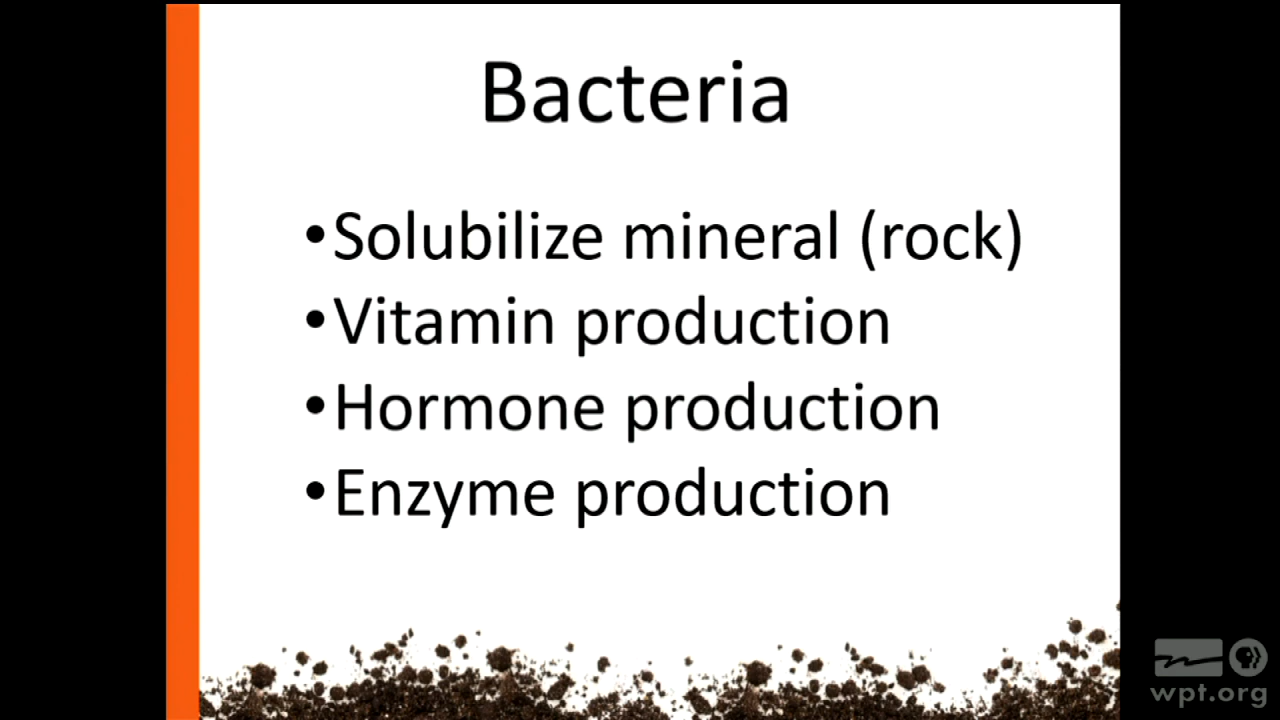 Bacteria
•Solubilize mineral (rock)
•Vitamin production
•Hormone production
•Enzyme production
wpt.org